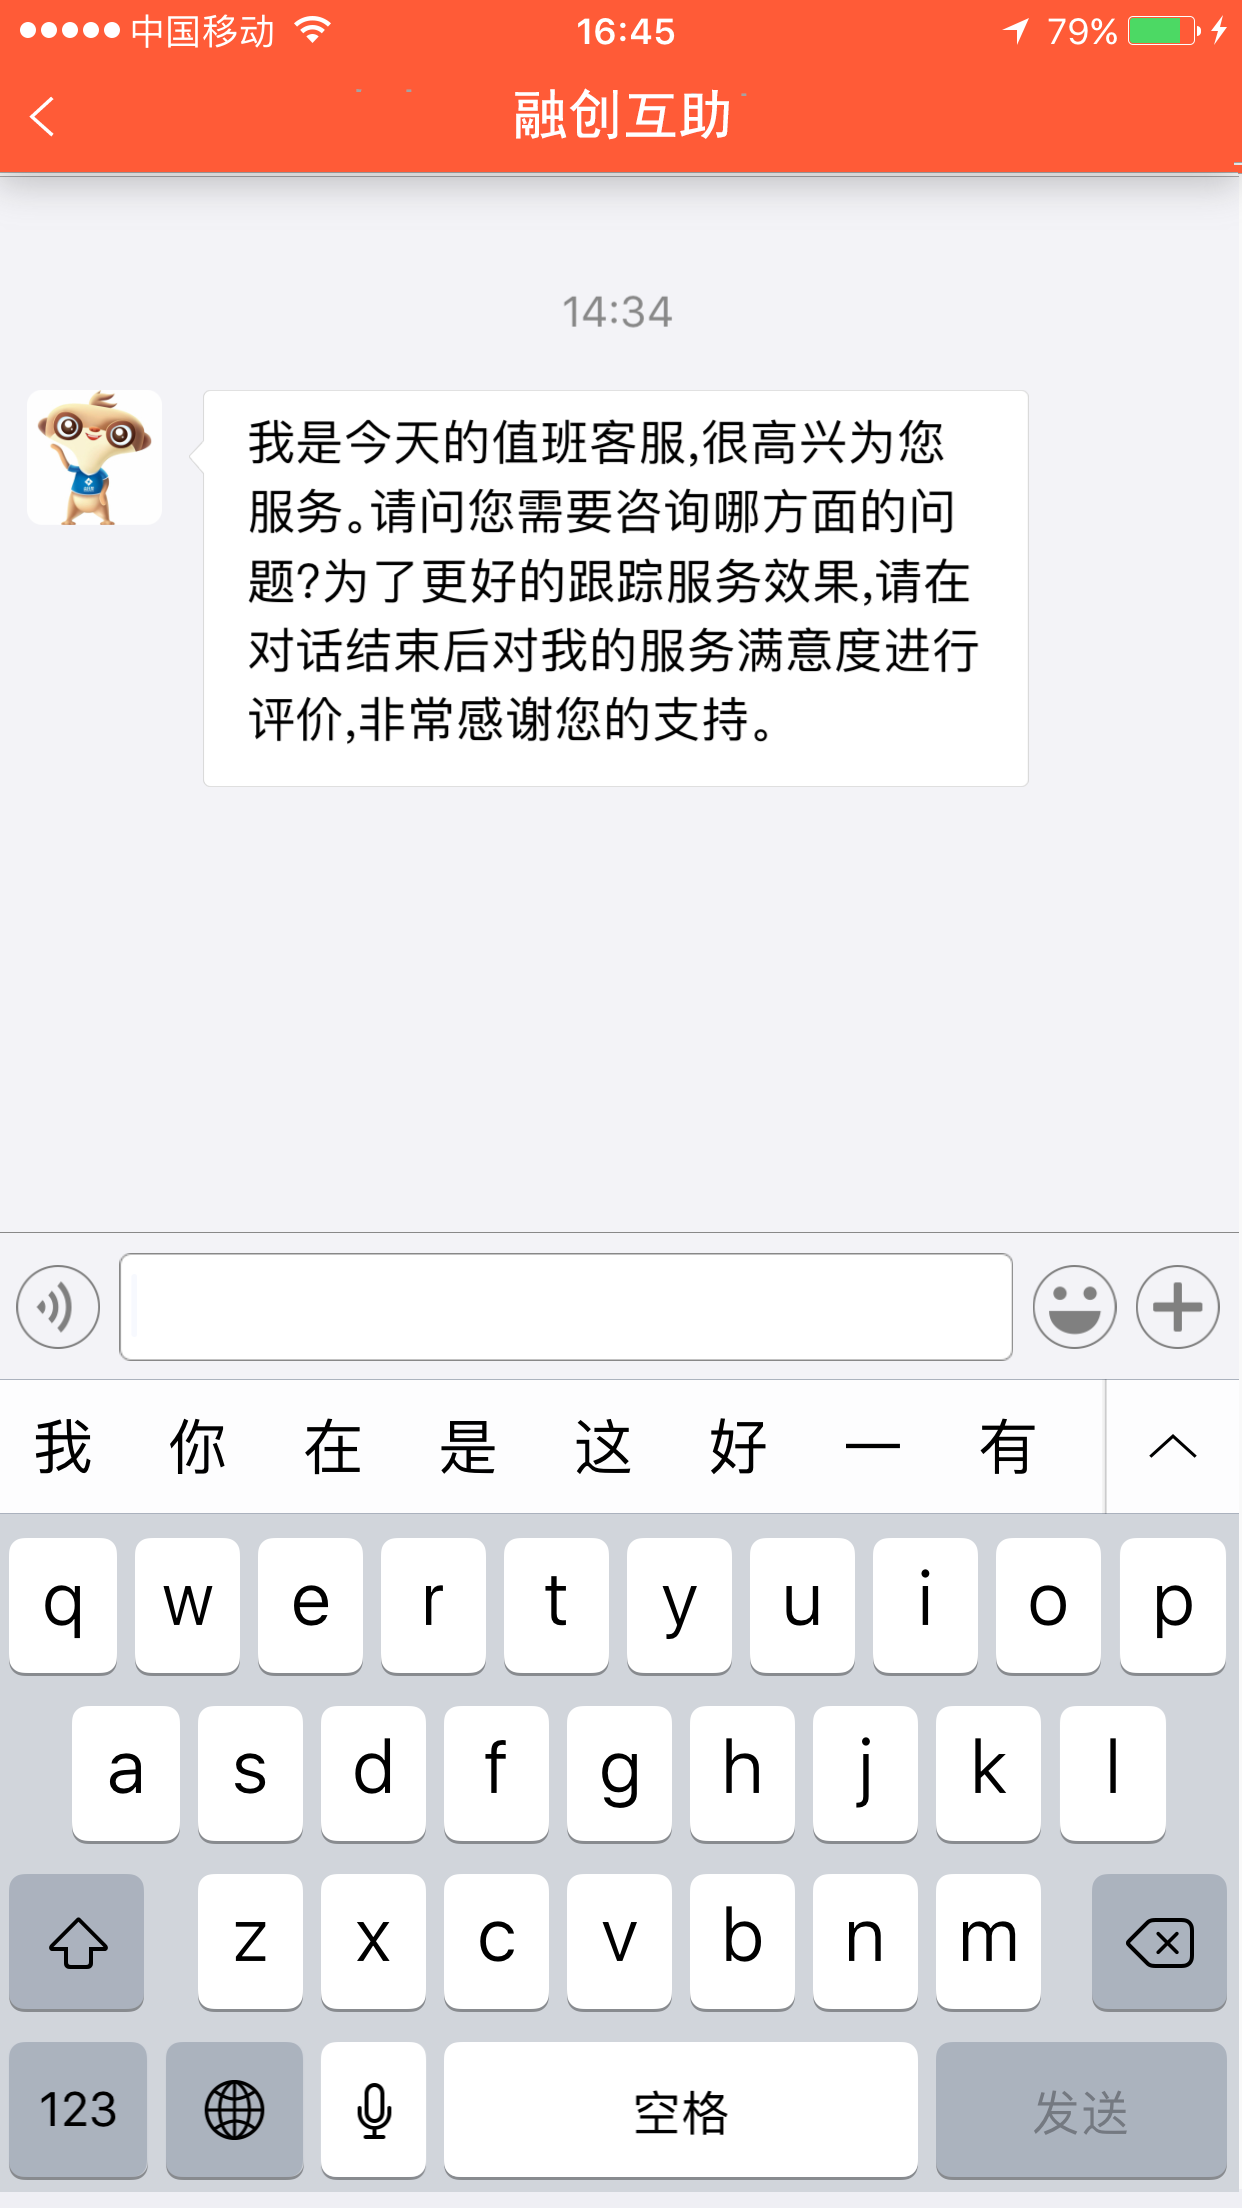 中国移动 16:45 79%
融创互助
14:34
我是今天的值班客服,很高兴为您
服务。请问您需要咨询哪方面的问
题?为了更好的跟踪服务效果,请在
对话结束后对我的服务满意度进行
评价,非常感谢您的支持。
我 你 在 是 这 好 一 有
q w e r t y u i o p
a s d f g h j k l
z x c v b n m
123 空格 发送